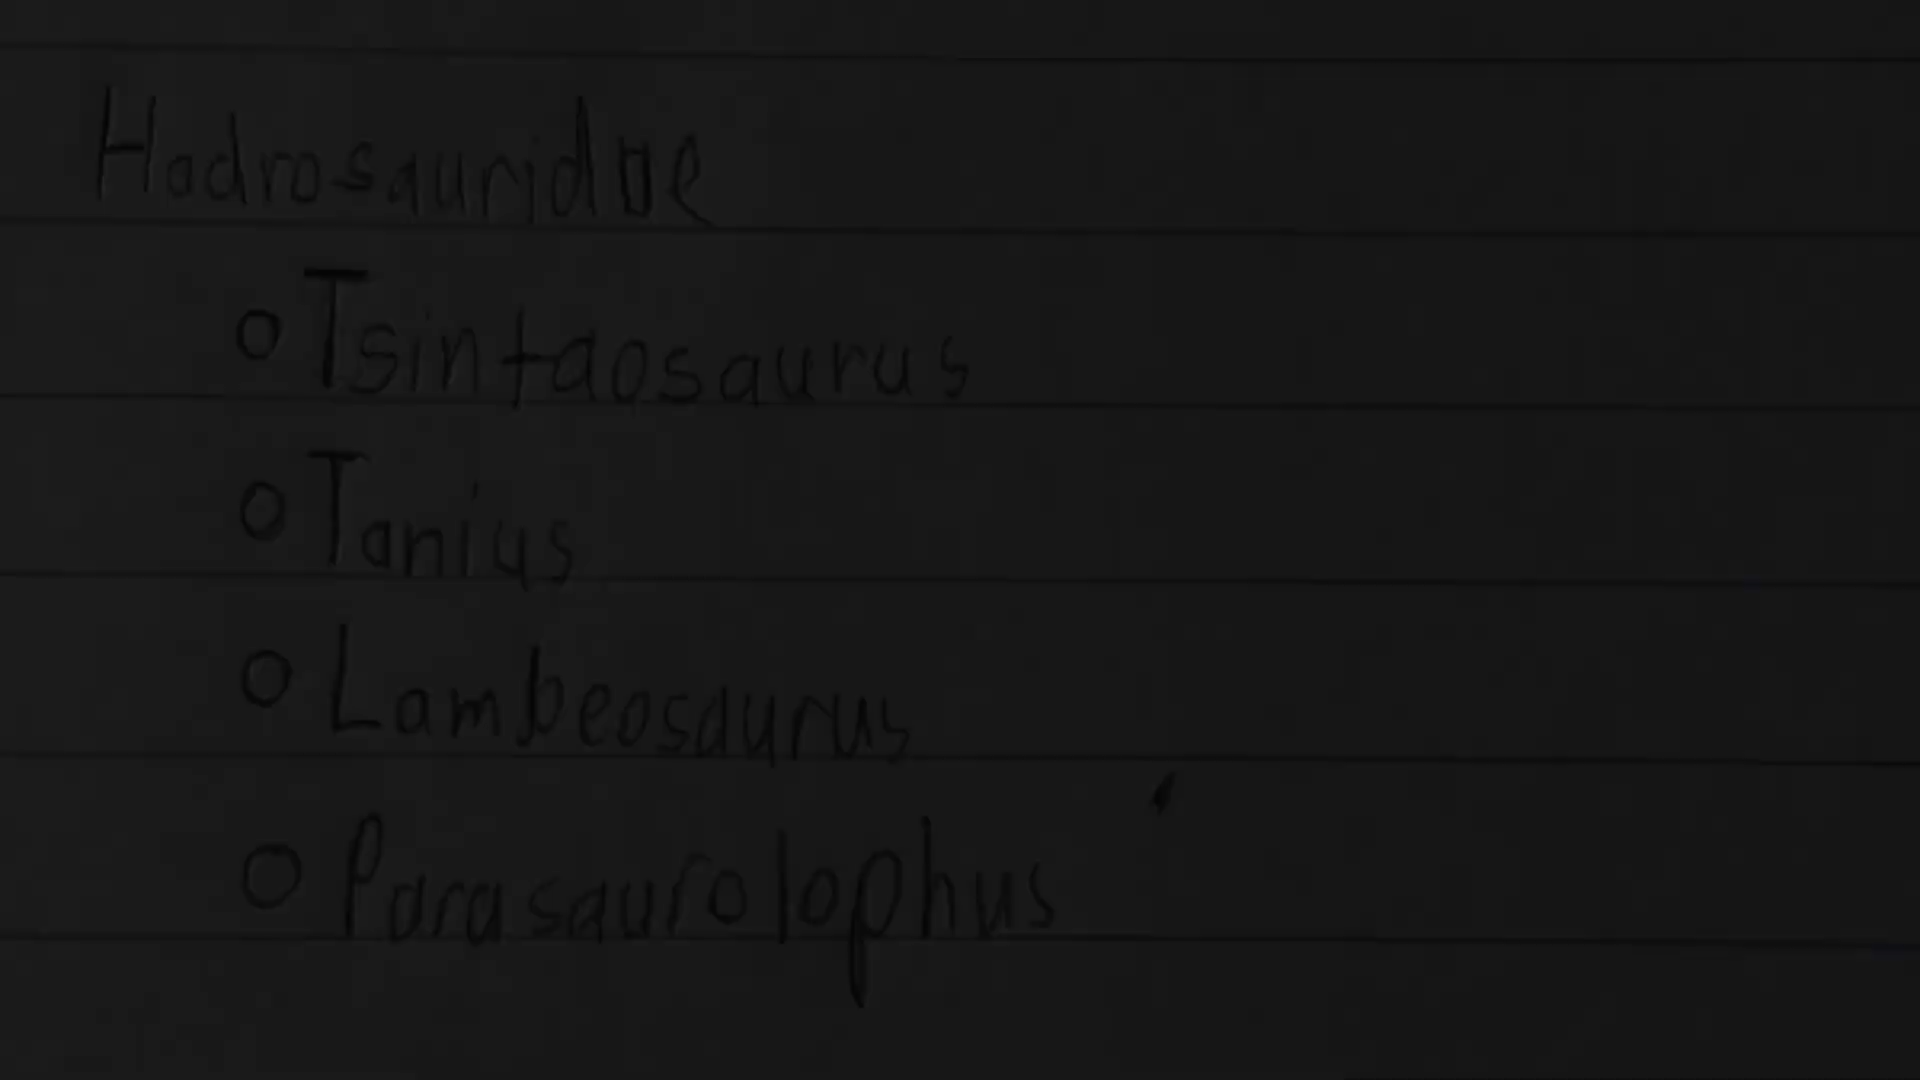 Hadrosauridae
○ Tsintaosaurus
○ Tanius
○ Lambeosaurus
○ Parasaurolophus